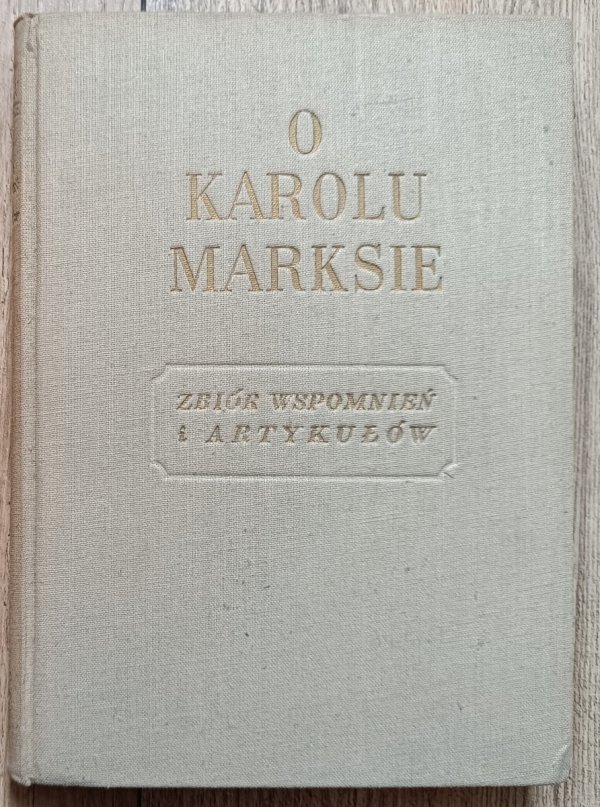 O
KAROLU
MARKSIE
ZBIÓR WSPOMNIEŃ
i ARTYKUŁÓW